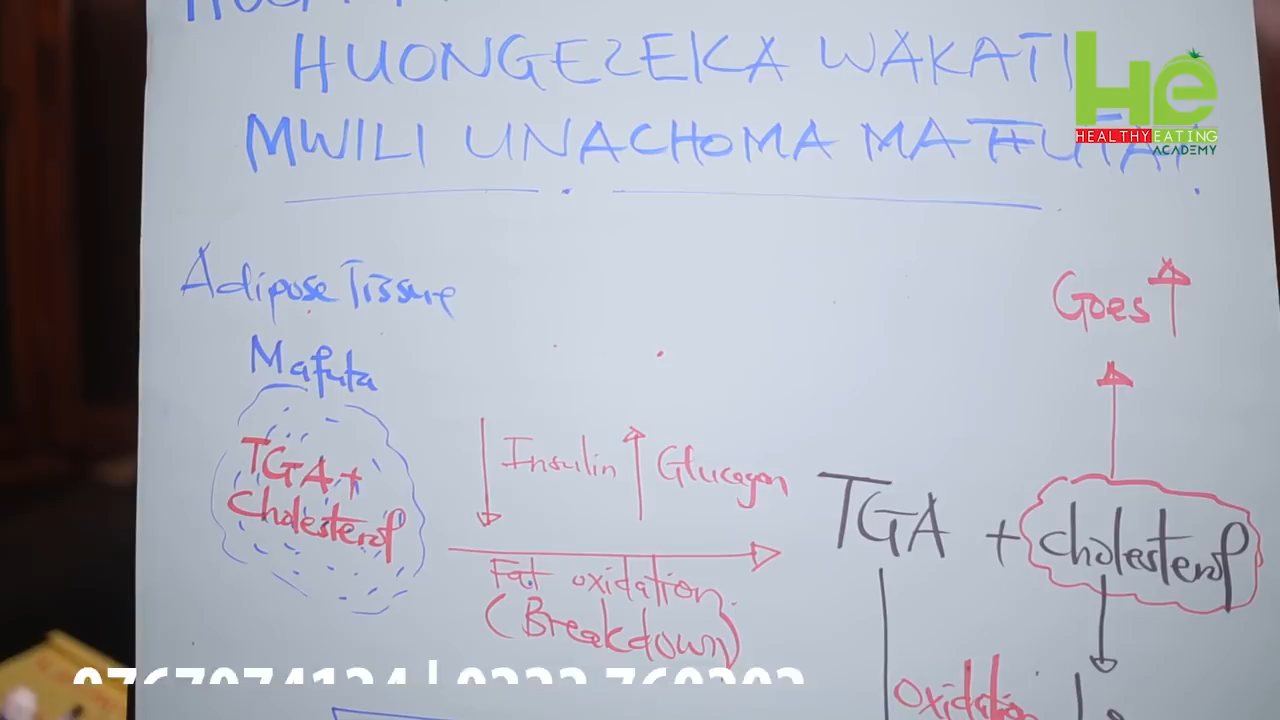 HUONGEZEKA WAKATI
MWILI UNACHOMA MAFUTA?
HEALTHY EATING
ACADEMY
Adipose Tissue
Mafuta
TGA +
Cholesterol
Insulin
Glucagon
Fat oxidation.
(Breakdown)
TGA + cholesterol
Goes
oxidation